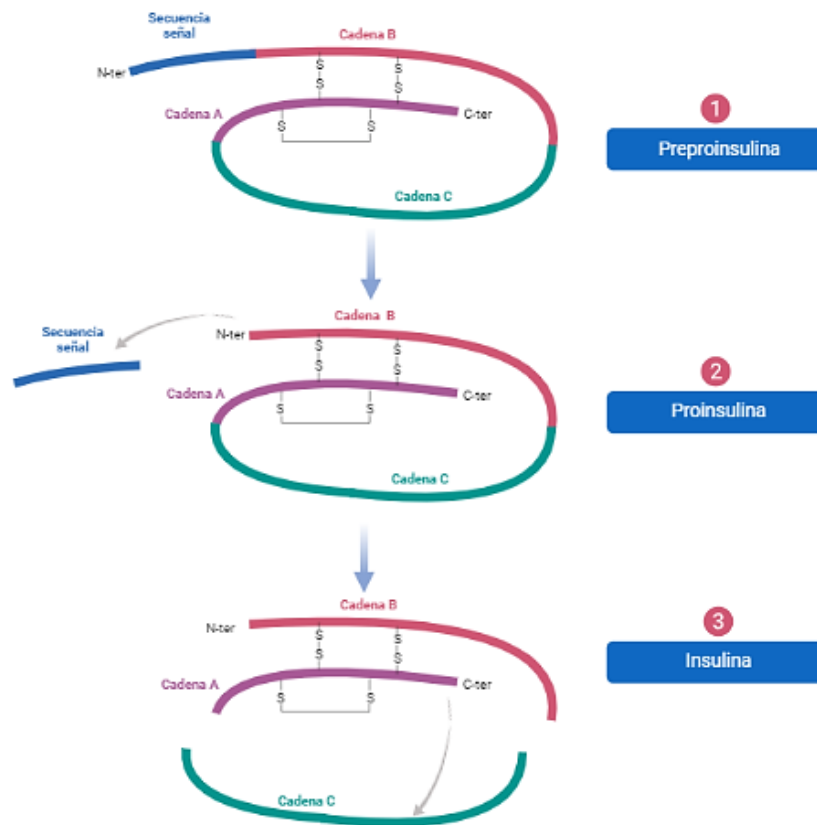 Secuencia
señal
Cadena B
N-ter
S
S
S
S
Cadena A
S
S
C-ter
Cadena C
1
Preproinsulina
Secuencia
señal
N-ter
Cadena B
S
S
S
S
Cadena A
S
S
C-ter
Cadena C
2
Proinsulina
Cadena B
N-ter
S
S
S
S
Cadena A
S
S
C-ter
Cadena C
3
Insulina